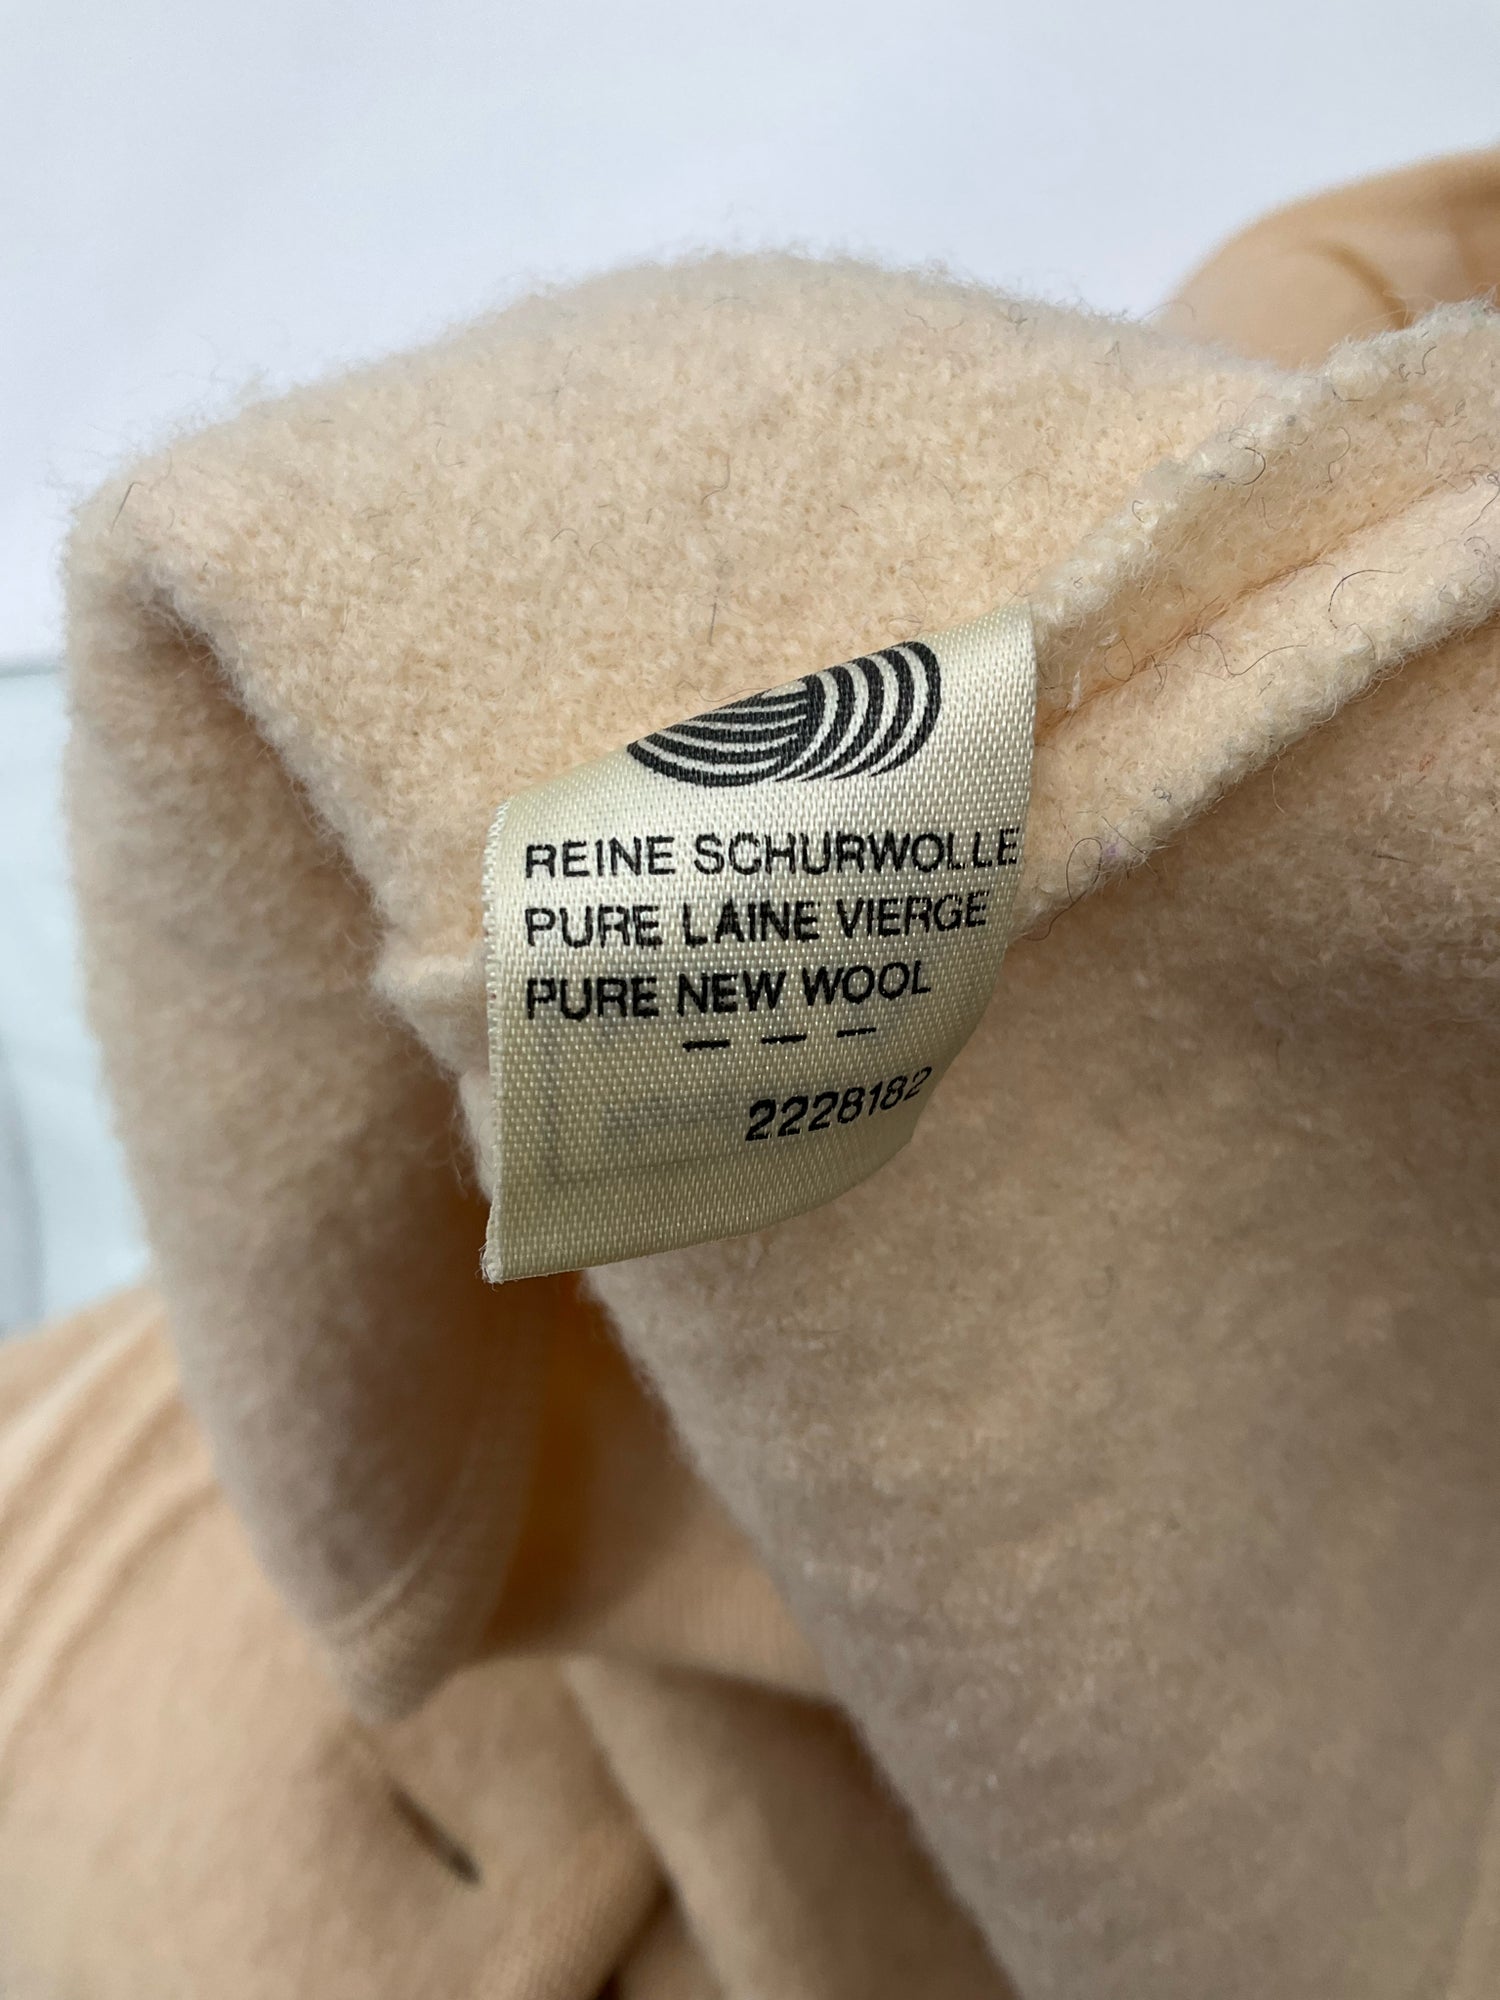 REINE SCHURWOLLE
PURE LAINE VIERGE
PURE NEW WOOL
— — —
2228182